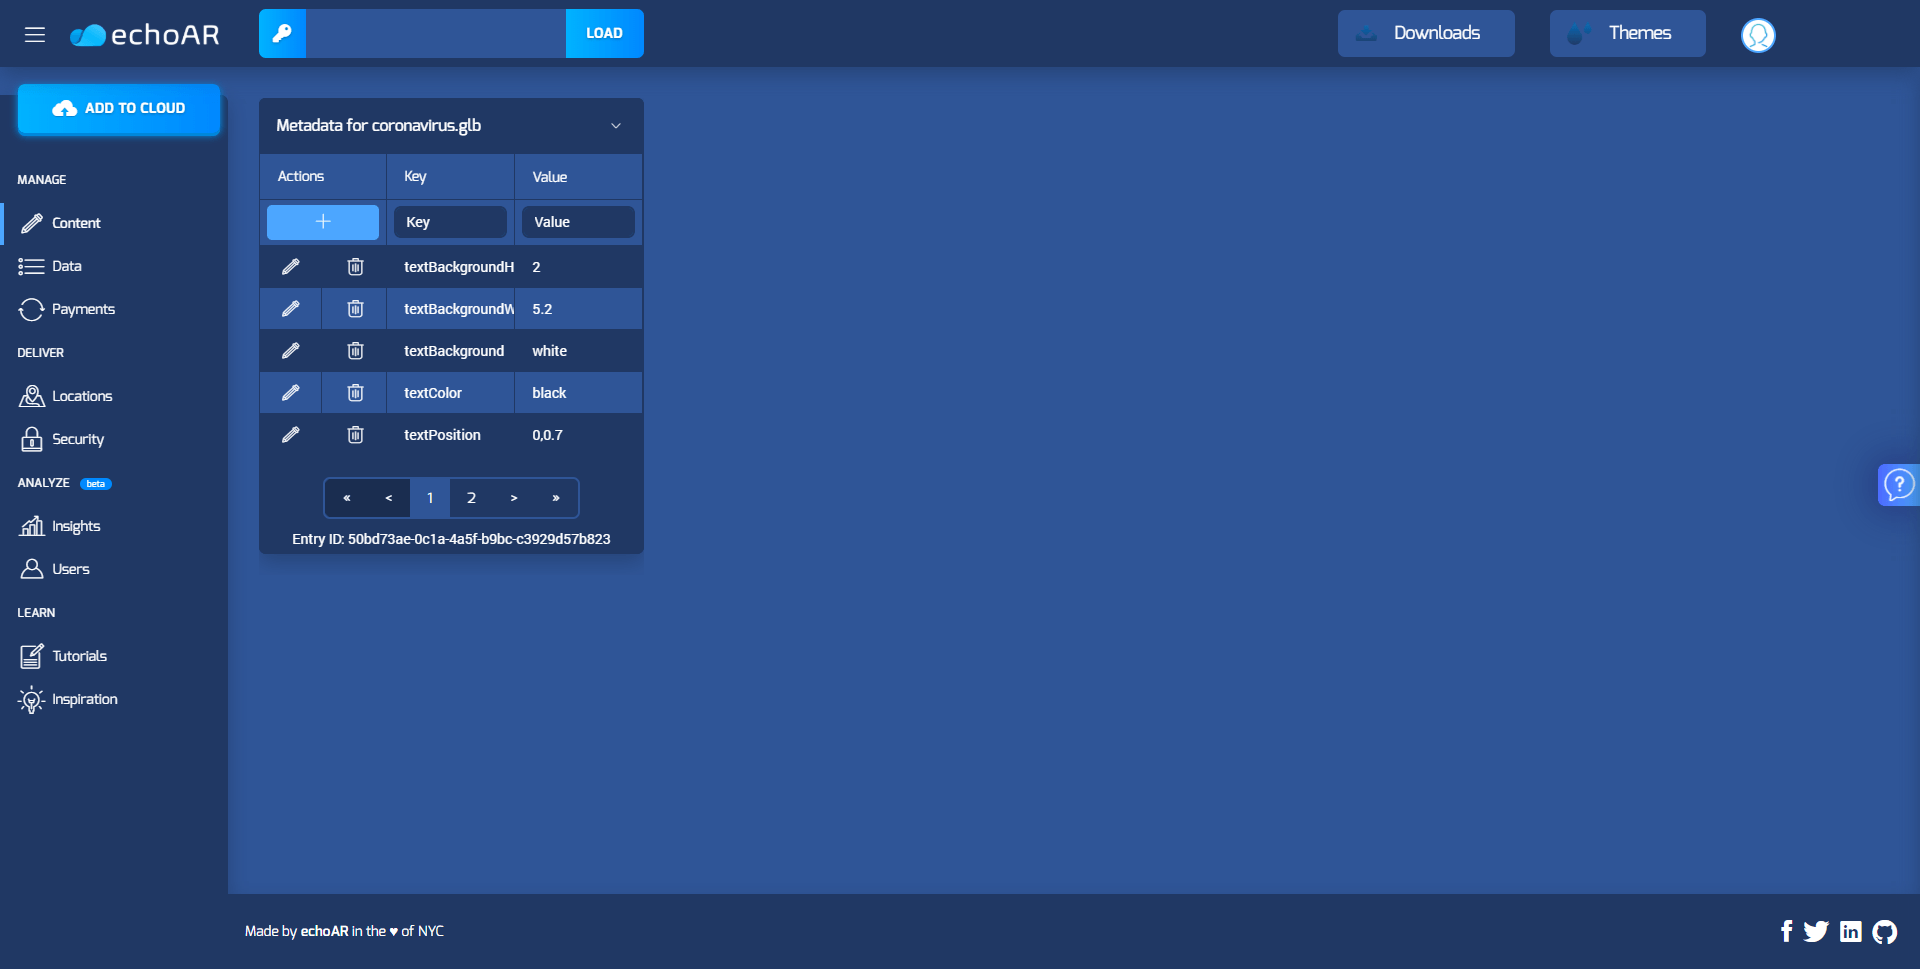 echoAR
LOAD
Downloads
Themes
ADD TO CLOUD
MANAGE
Content
Data
Payments
DELIVER
Locations
Security
ANALYZE beta
Insights
Users
LEARN
Tutorials
Inspiration
Metadata for coronavirus.glb
Actions Key Value
+ Key Value
textBackgroundH 2
textBackgroundW 5.2
textBackground white
textColor black
textPosition 0,0.7
« < 1 2 > »
Entry ID: 50bd73ae-0c1a-4a5f-b9bc-c3929d57b823
?
Made by echoAR in the ♥ of NYC